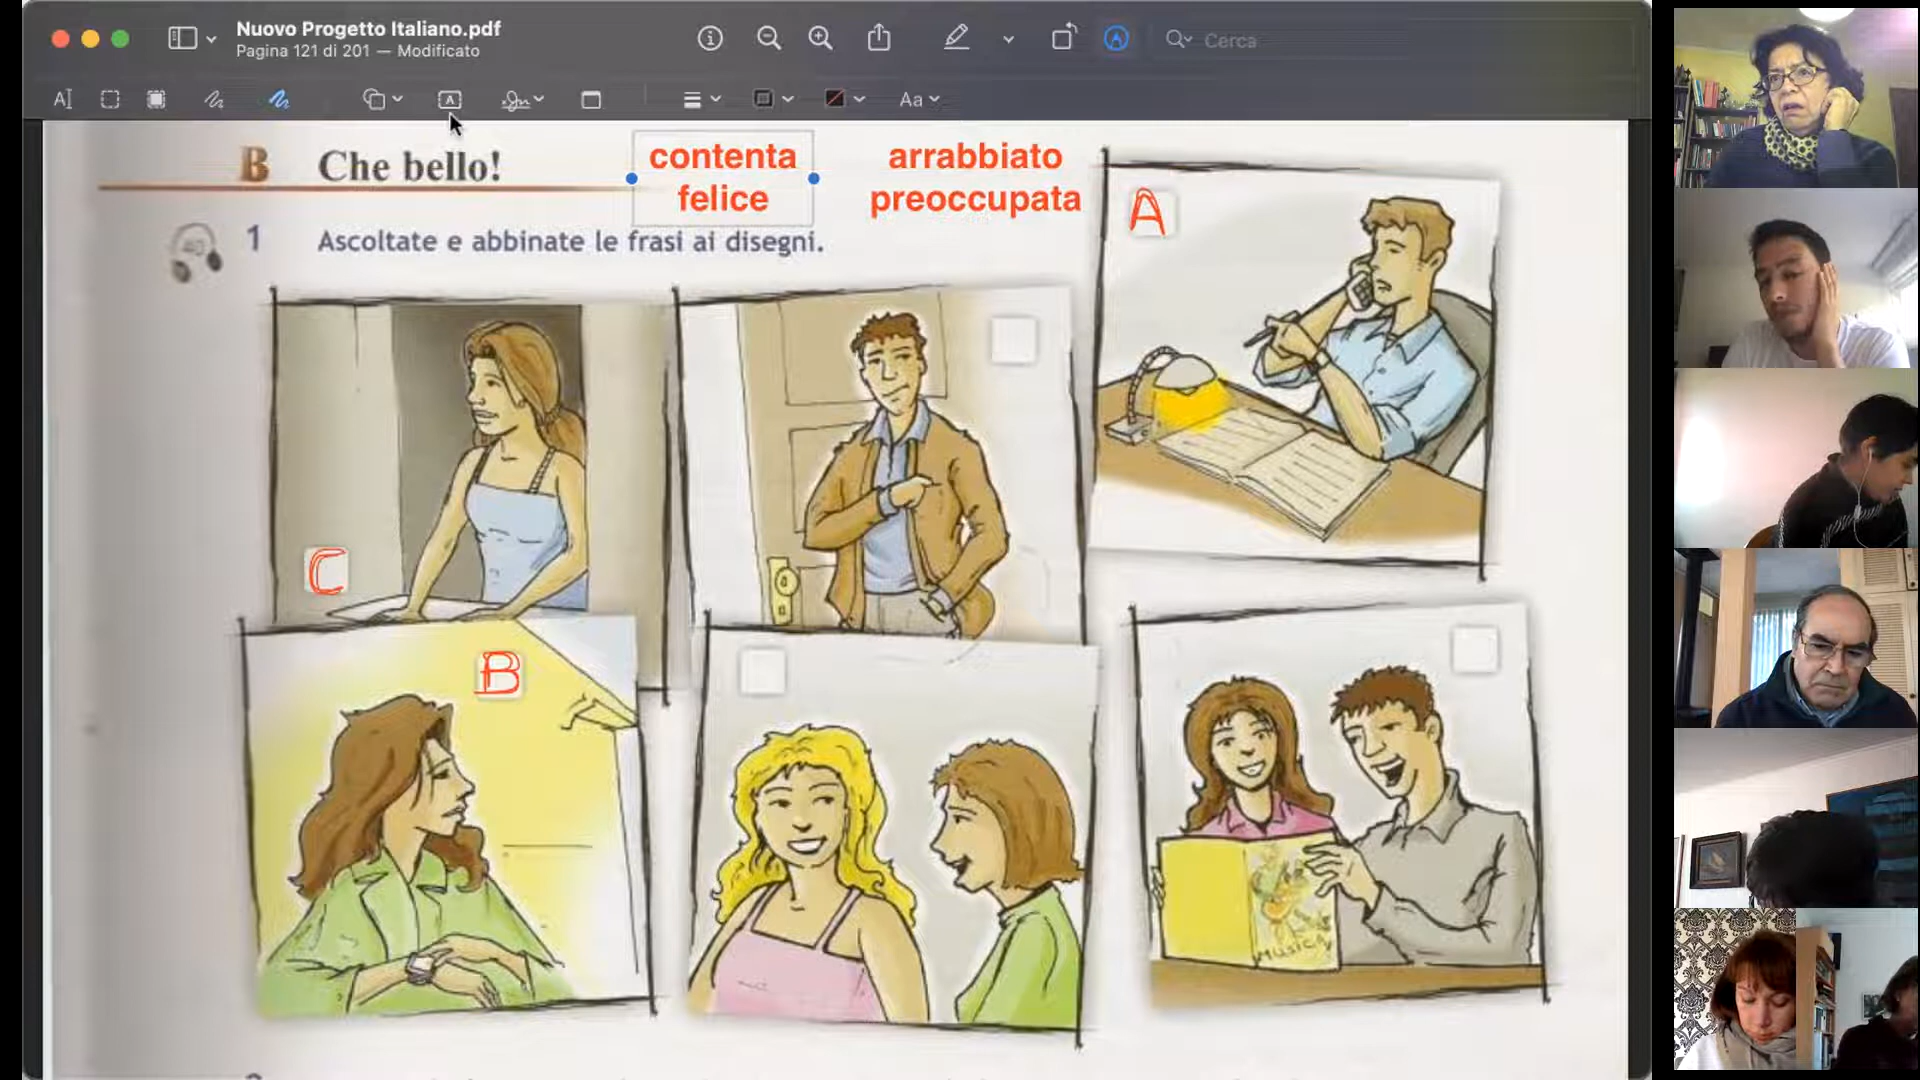 Nuovo Progetto Italiano.pdf
Pagina 121 di 201 — Modificato
Cerca
Aa
B Che bello!
contenta
felice
arrabbiato
preoccupata
1 Ascoltate e abbinate le frasi ai disegni.
A
C
B
MUSICA